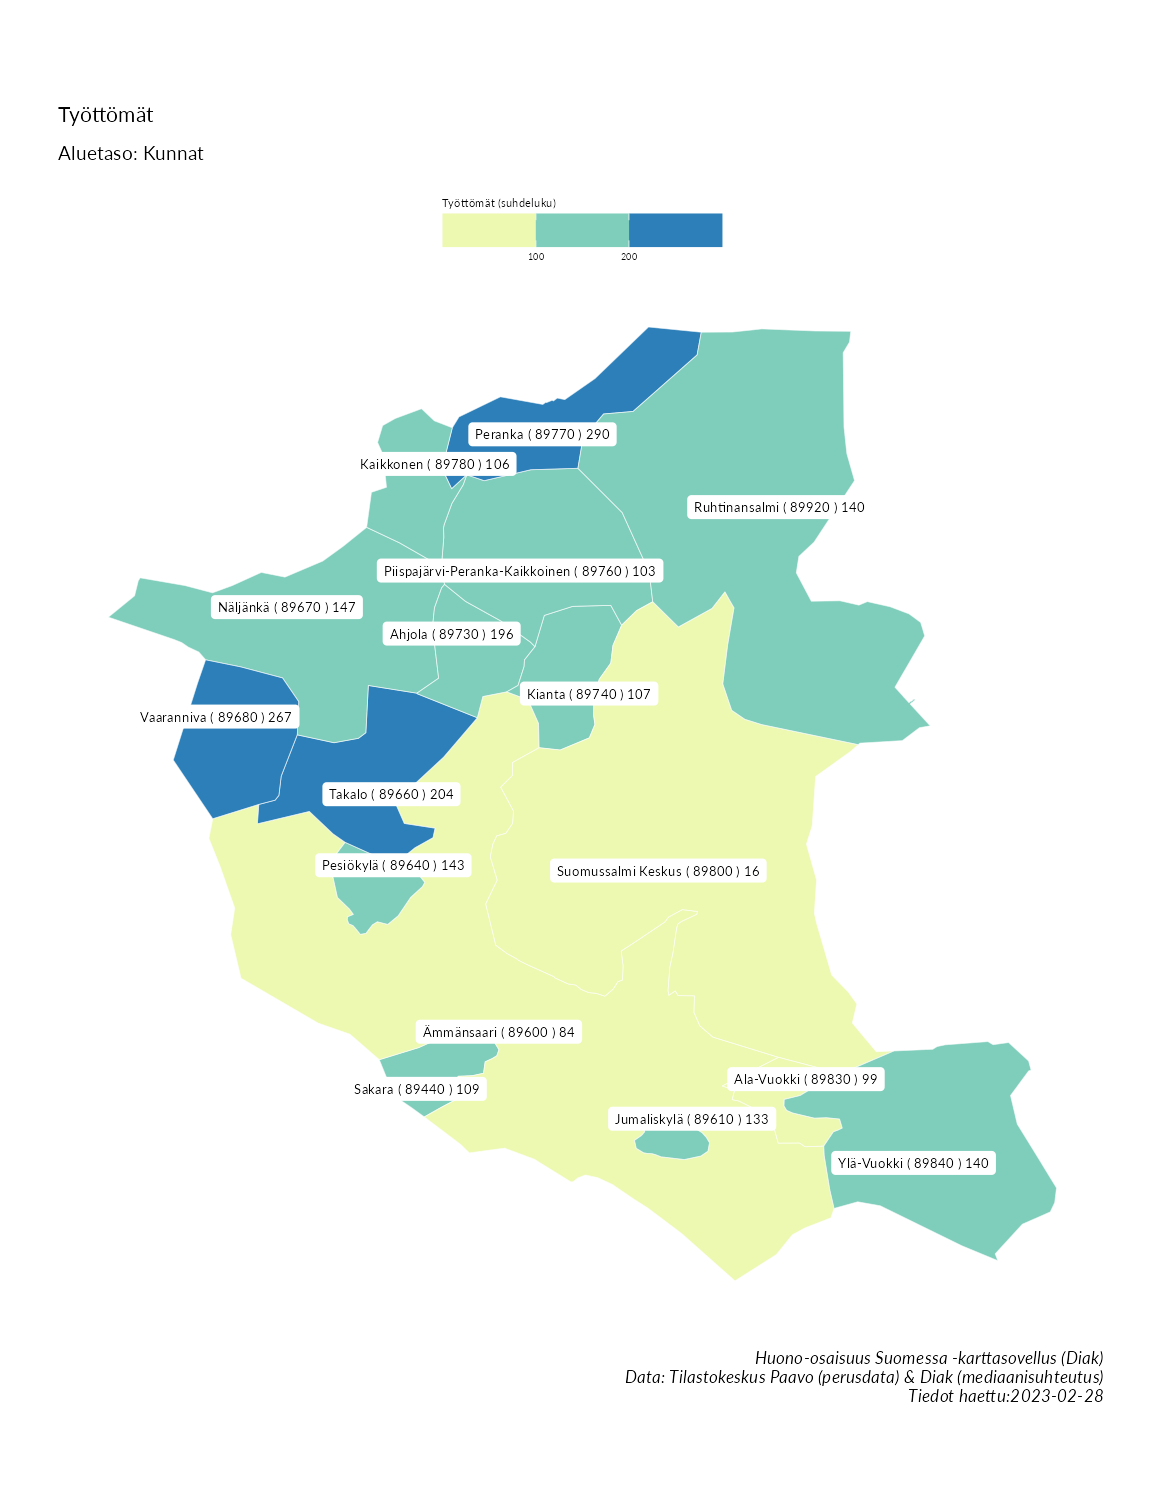 Työttömät
Aluetaso: Kunnat
Työttömät (suhdeluku)
100
200
Peranka ( 89770 ) 290
Kaikkonen ( 89780 ) 106
Ruhtinansalmi ( 89920 ) 140
Piispajärvi-Peranka-Kaikkoinen ( 89760 ) 103
Näljänkä ( 89670 ) 147
Ahjola ( 89730 ) 196
Kianta ( 89740 ) 107
Vaaranniva ( 89680 ) 267
Takalo ( 89660 ) 204
Pesiökylä ( 89640 ) 143
Suomussalmi Keskus ( 89800 ) 16
Ämmänsaari ( 89600 ) 84
Ala-Vuokki ( 89830 ) 99
Sakara ( 89440 ) 109
Jumaliskylä ( 89610 ) 133
Ylä-Vuokki ( 89840 ) 140
Huono-osaisuus Suomessa -karttasovellus (Diak)
Data: Tilastokeskus Paavo (perusdata) & Diak (mediaanisuhteutus)
Tiedot haettu:2023-02-28